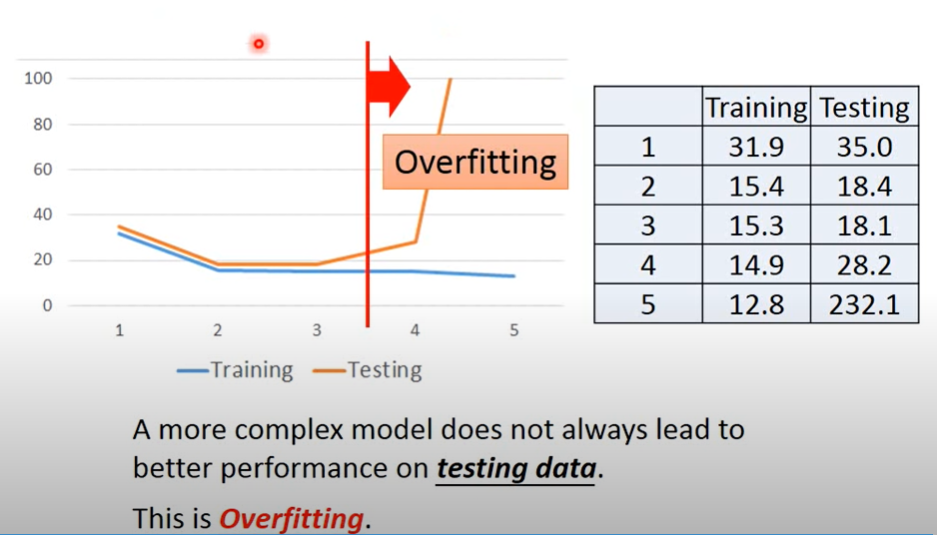 100
80
60
40
20
0
1 2 3 4 5
Training Testing
Overfitting
Training Testing
1 31.9 35.0
2 15.4 18.4
3 15.3 18.1
4 14.9 28.2
5 12.8 232.1
A more complex model does not always lead to
better performance on testing data.
This is Overfitting.